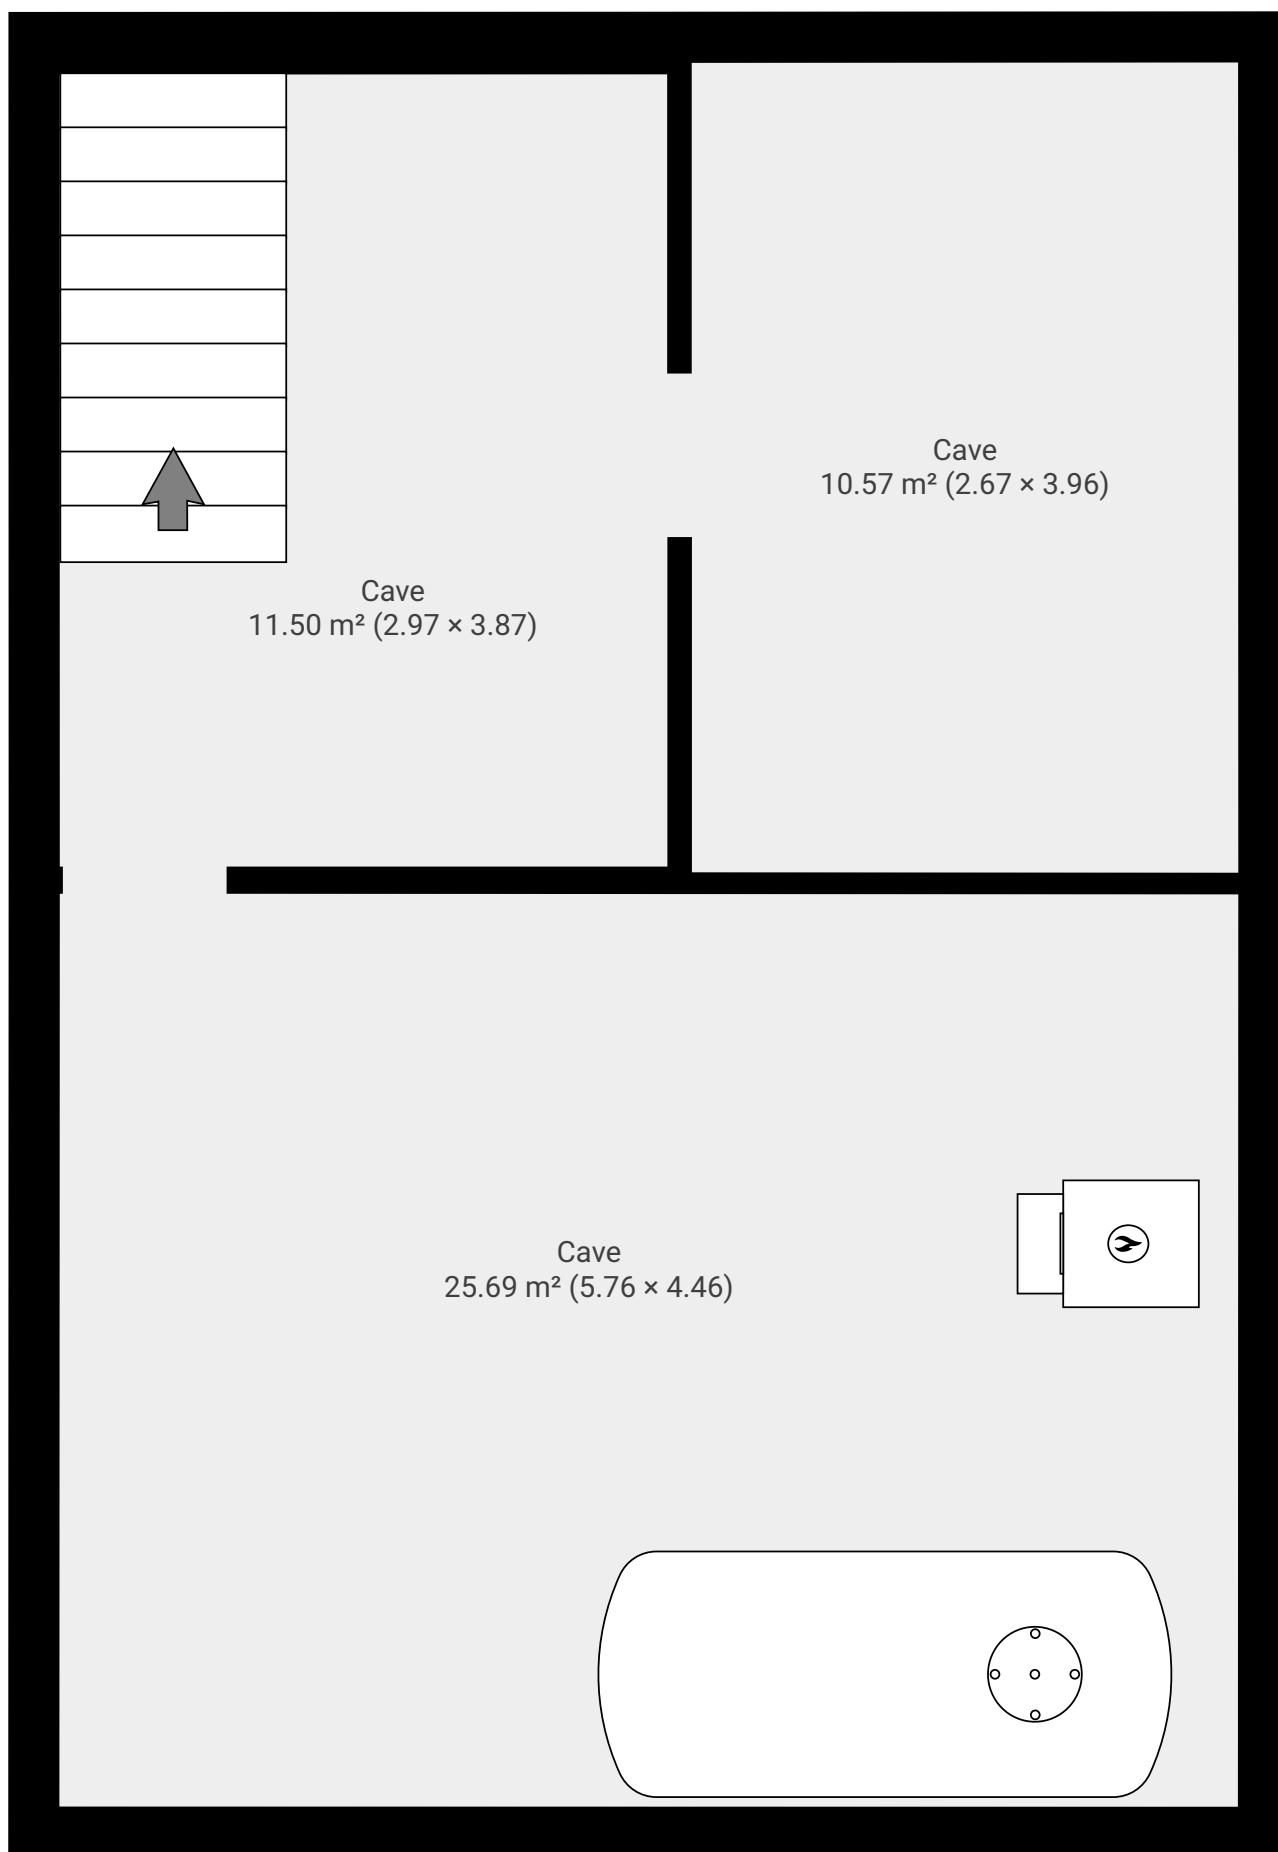 Cave
10.57 m² (2.67 × 3.96)
Cave
11.50 m² (2.97 × 3.87)
Cave
25.69 m² (5.76 × 4.46)